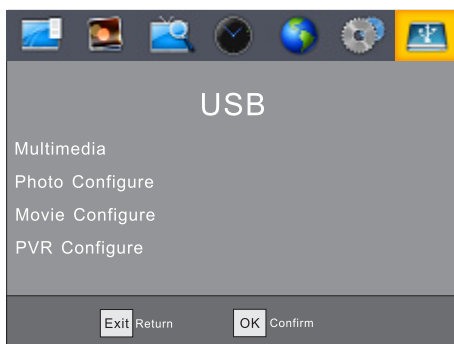 USB
Multimedia
Photo Configure
Movie Configure
PVR Configure
Exit Return OK Confirm